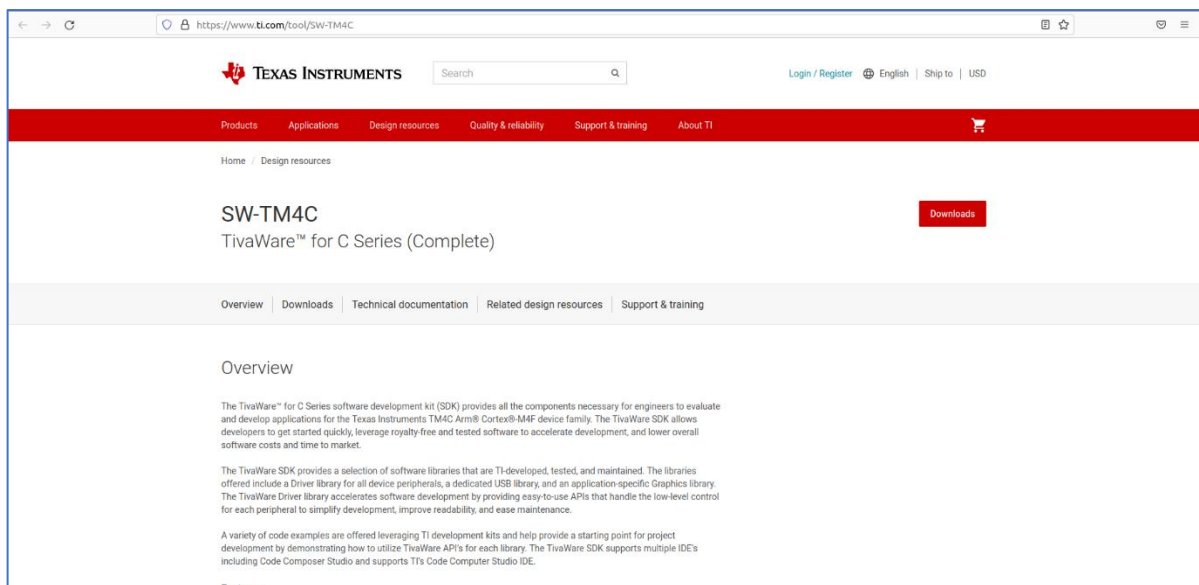 https://www.ti.com/tool/SW-TM4C
TEXAS INSTRUMENTS
Search
Login / Register English | Ship to | USD
Products Applications Design resources Quality & reliability Support & training About TI
Home / Design resources
SW-TM4C
Downloads
TivaWare™ for C Series (Complete)
Overview | Downloads | Technical documentation | Related design resources | Support & training
Overview
The TivaWare™ for C Series software development kit (SDK) provides all the components necessary for engineers to evaluate
and develop applications for the Texas Instruments TM4C Arm® Cortex®-M4F device family. The TivaWare SDK allows
developers to get started quickly, leverage royalty-free and tested software to accelerate development, and lower overall
software costs and time to market.
The TivaWare SDK provides a selection of software libraries that are TI-developed, tested, and maintained. The libraries
offered include a Driver library for all device peripherals, a dedicated USB library, and an application-specific Graphics library.
The TivaWare Driver library accelerates software development by providing easy-to-use APIs that handle the low-level control
for each peripheral to simplify development, improve readability, and ease maintenance.
A variety of code examples are offered leveraging TI development kits and help provide a starting point for project
development by demonstrating how to utilize TivaWare API's for each library. The TivaWare SDK supports multiple IDE's
including Code Composer Studio and supports TI's Code Computer Studio IDE.